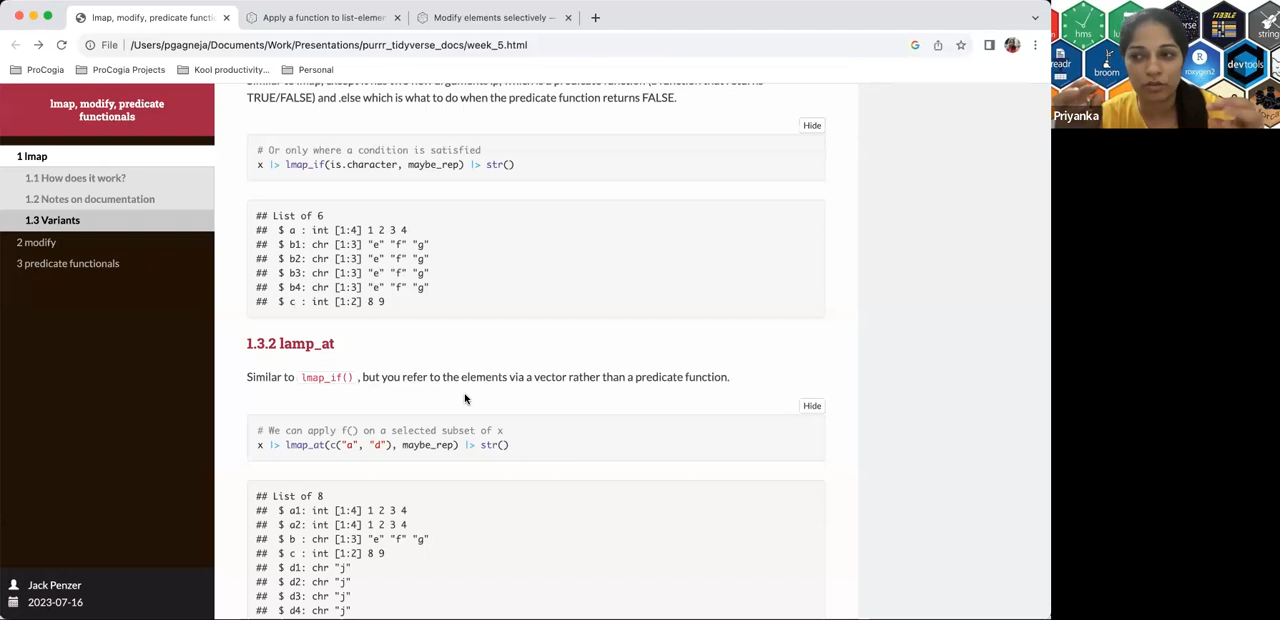 lmap, modify, predicate functi
Apply a function to list-elemen
Modify elements selectively —
File
/Users/pgagneja/Documents/Work/Presentations/purrr_tidyverse_docs/week_5.html
ProCogia
ProCogia Projects
Kool productivity...
Personal
lmap, modify, predicate
functionals
1 lmap
1.1 How does it work?
1.2 Notes on documentation
1.3 Variants
2 modify
3 predicate functionals
Jack Penzer
2023-07-16
TRUE/FALSE) and .else which is what to do when the predicate function returns FALSE.
Hide
# Or only where a condition is satisfied
x |> lmap_if(is.character, maybe_rep) |> str()
## List of 6
## $ a : int [1:4] 1 2 3 4
## $ b1: chr [1:3] "e" "f" "g"
## $ b2: chr [1:3] "e" "f" "g"
## $ b3: chr [1:3] "e" "f" "g"
## $ b4: chr [1:3] "e" "f" "g"
## $ c : int [1:2] 8 9
1.3.2 lamp_at
Similar to lmap_if() , but you refer to the elements via a vector rather than a predicate function.
Hide
# We can apply f() on a selected subset of x
x |> lmap_at(c("a", "d"), maybe_rep) |> str()
## List of 8
## $ a1: int [1:4] 1 2 3 4
## $ a2: int [1:4] 1 2 3 4
## $ b : chr [1:3] "e" "f" "g"
## $ c : int [1:2] 8 9
## $ d1: chr "j"
## $ d2: chr "j"
## $ d3: chr "j"
## $ d4: chr "j"
hms
TIBBLE
string
readr
broom
roxygen2
devtools
Priyanka